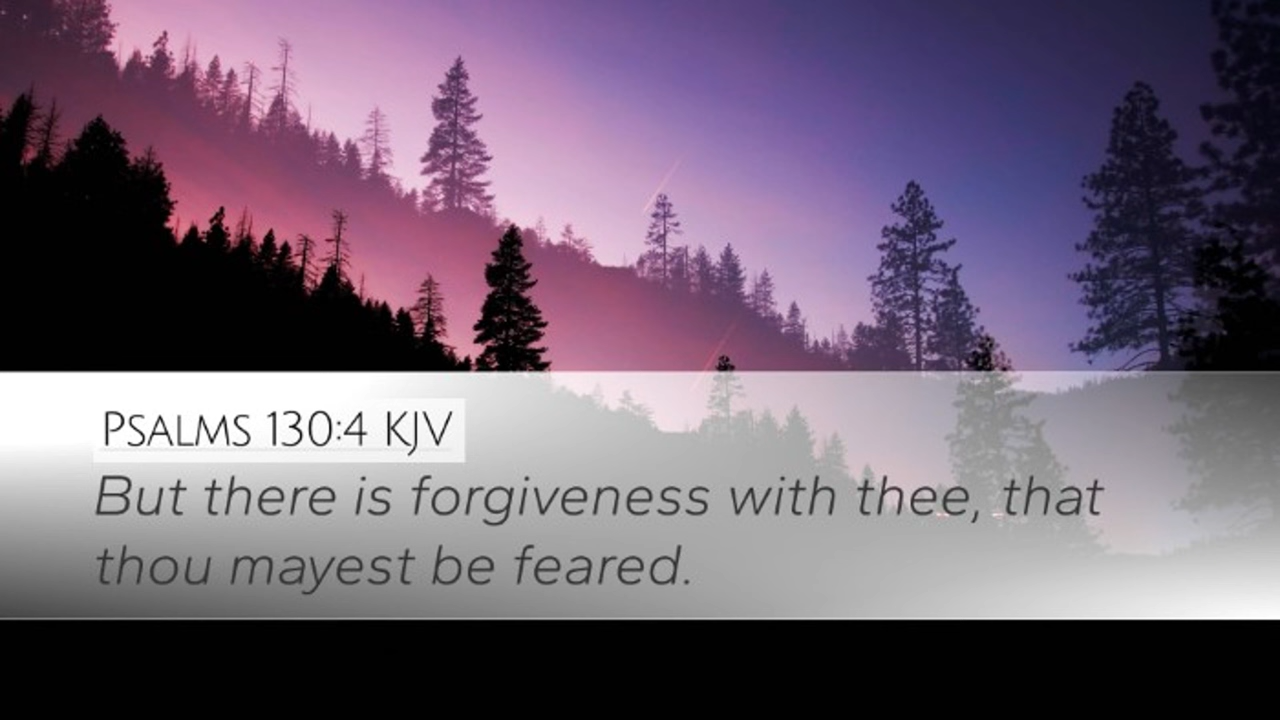 Psalms 130:4 KJV
But there is forgiveness with thee, that
thou mayest be feared.